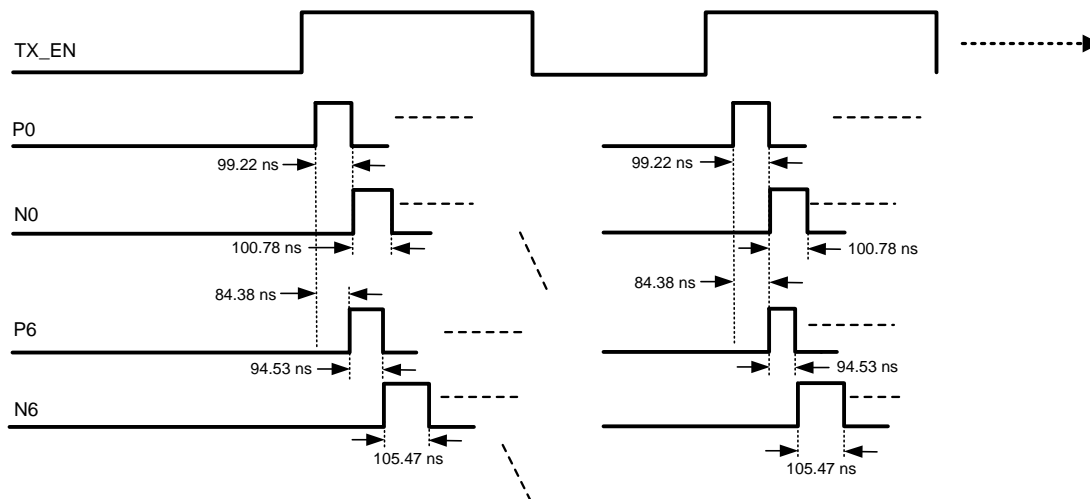 TX_EN
P0
99.22 ns
99.22 ns
N0
100.78 ns
100.78 ns
84.38 ns
84.38 ns
P6
94.53 ns
94.53 ns
N6
105.47 ns
105.47 ns